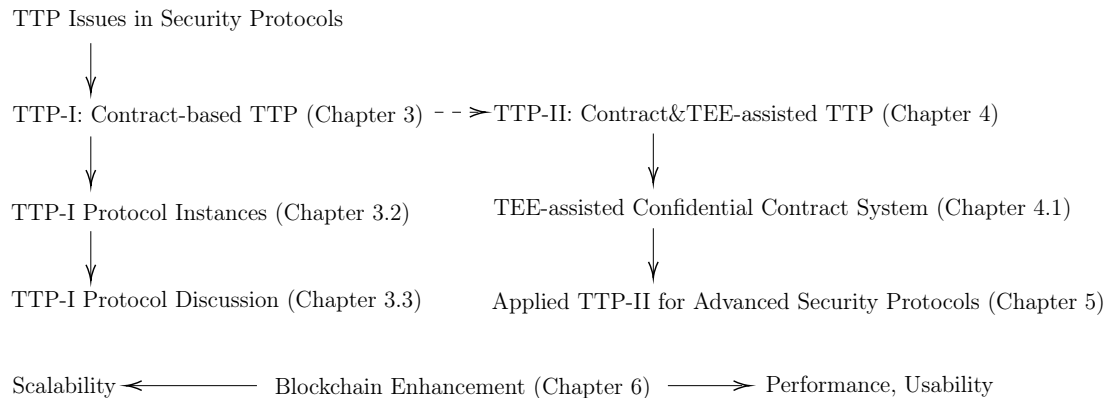 TTP Issues in Security Protocols
TTP-I: Contract-based TTP (Chapter 3)
TTP-II: Contract&TEE-assisted TTP (Chapter 4)
TTP-I Protocol Instances (Chapter 3.2)
TEE-assisted Confidential Contract System (Chapter 4.1)
TTP-I Protocol Discussion (Chapter 3.3)
Applied TTP-II for Advanced Security Protocols (Chapter 5)
Scalability
Blockchain Enhancement (Chapter 6)
Performance, Usability